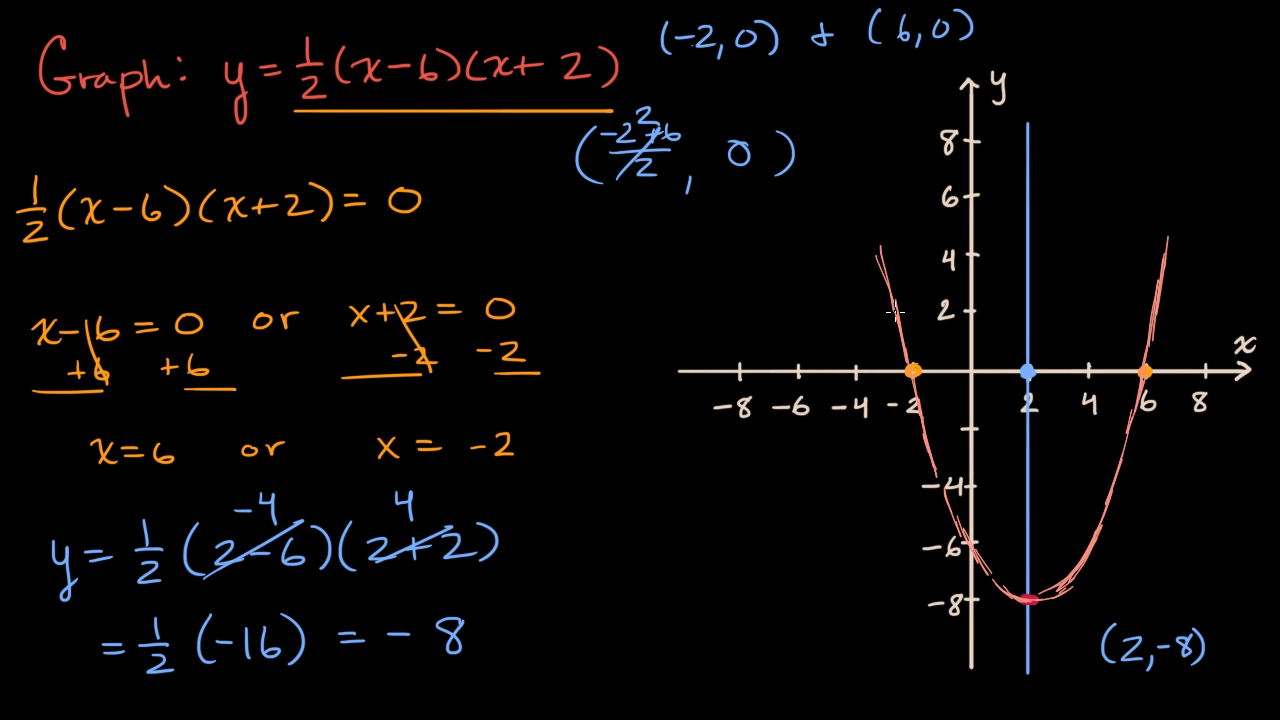 Graph: y = 1/2 (x-6)(x+2)
(-2,0) & (6,0)
((-2+6)/2, 0)
2
1/2 (x-6)(x+2) = 0
x-6 = 0 or x+2 = 0
+6 +6 -2 -2
x=6 or x = -2
-4 4
y = 1/2 (2-6)(2+2)
= 1/2 (-16) = -8
y
8
6
4
2
x
-8 -6 -4 -2 2 4 6 8
-4
-6
-8
(2,-8)